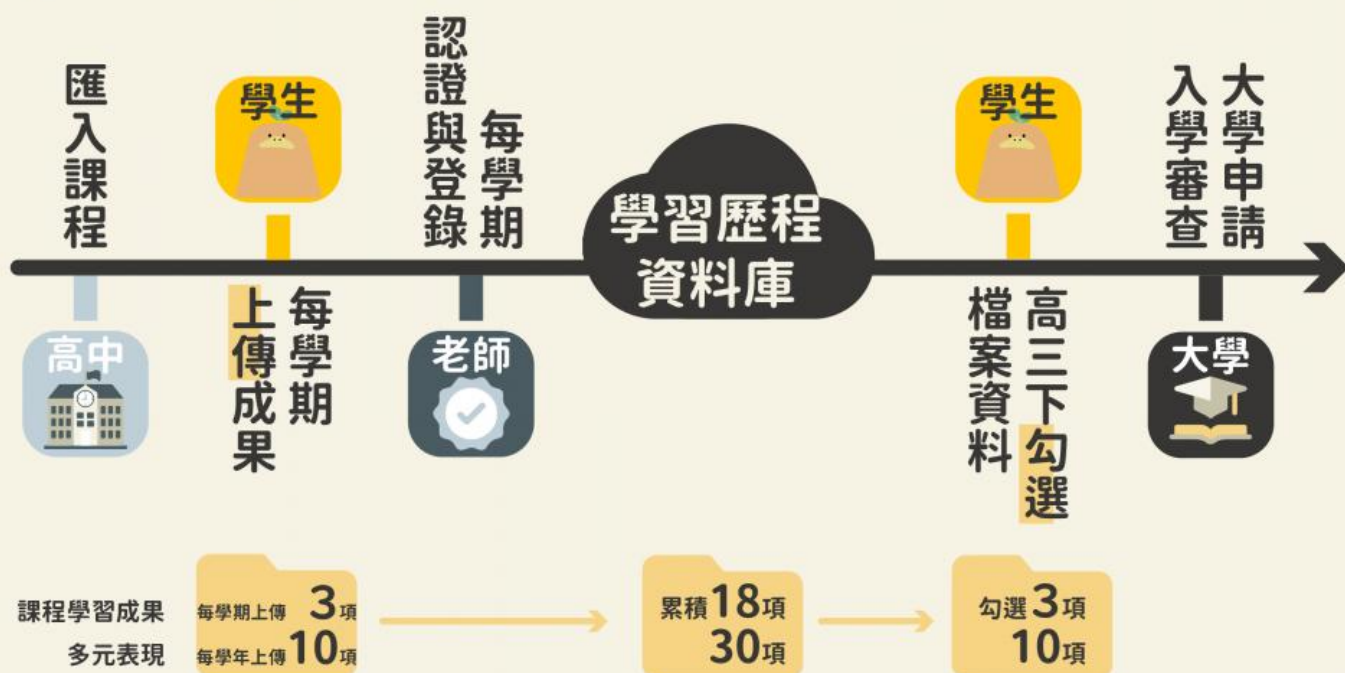 匯入課程
高中
學生
每學期
上傳成果
每學期
認證與登錄
老師
學習歷程
資料庫
學生
高三下勾選
檔案資料
大學申請
入學審查
大學
課程學習成果
每學期上傳 3項
累積18項
勾選3項
多元表現
每學年上傳10項
30項
10項